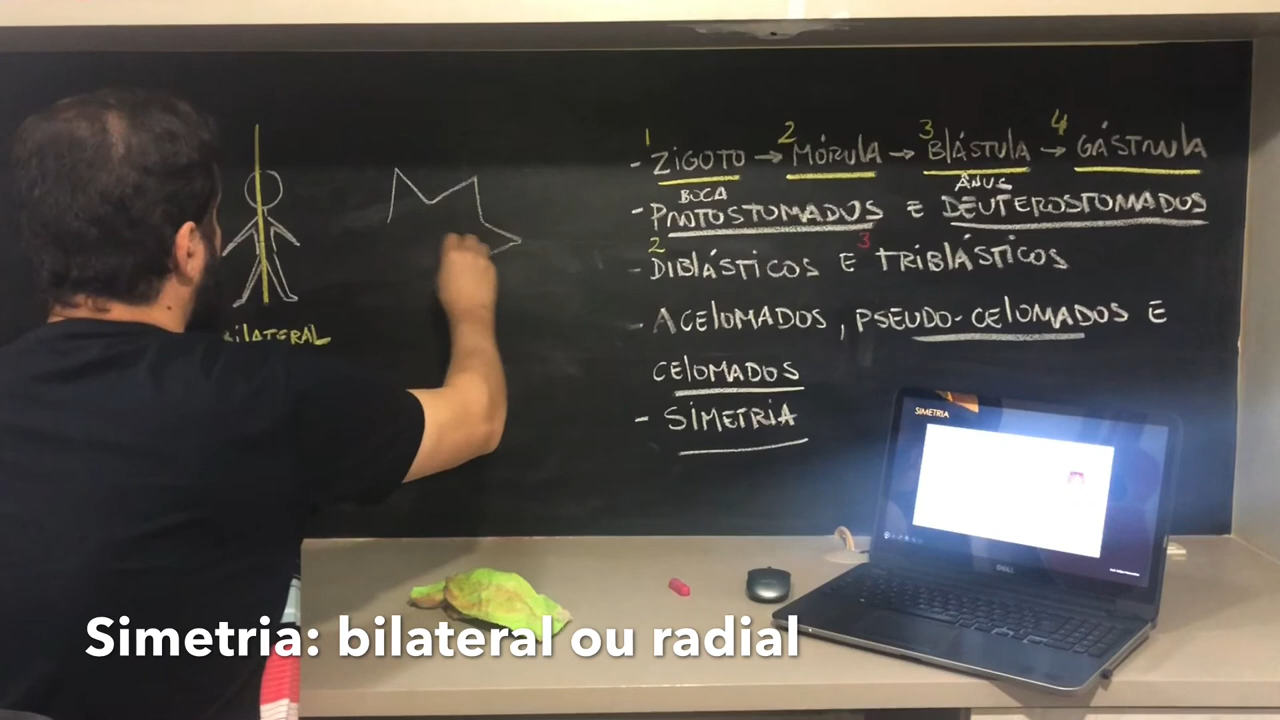 1 2 3 4
- ZIGOTO → MÓRULA → BLÁSTULA → GÁSTRULA
BOCA ÂNUS
- PROTOSTOMADOS E DEUTEROSTOMADOS
2 3
- DIBLÁSTICOS E TRIBLÁSTICOS
- ACELOMADOS, PSEUDO-CELOMADOS E
CELOMADOS
- SIMETRIA
BILATERAL
SIMETRIA
DELL
Simetria: bilateral ou radial